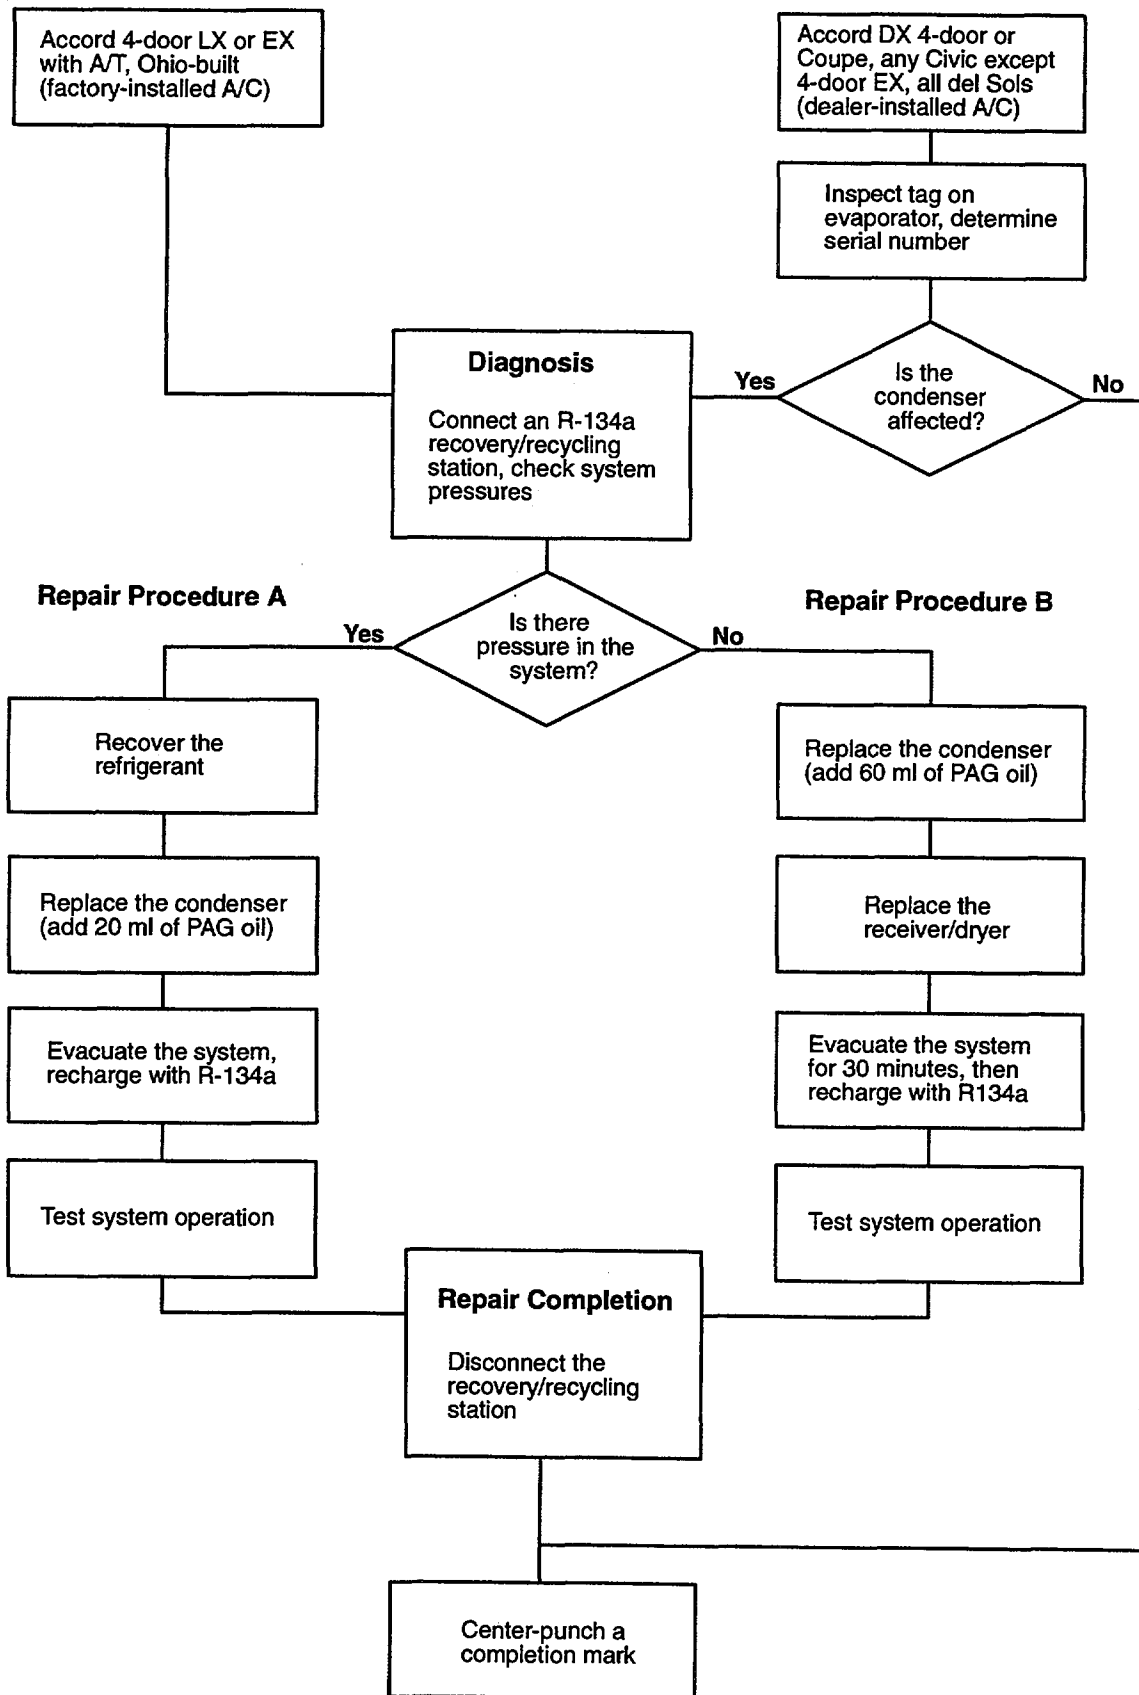 Accord 4-door LX or EX
with A/T, Ohio-built
(factory-installed A/C)
Accord DX 4-door or
Coupe, any Civic except
4-door EX, all del Sols
(dealer-installed A/C)
Inspect tag on
evaporator, determine
serial number
Is the
condenser
affected?
Yes
No
Diagnosis
Connect an R-134a
recovery/recycling
station, check system
pressures
Is there
pressure in the
system?
Yes
No
Repair Procedure A
Recover the
refrigerant
Replace the condenser
(add 20 ml of PAG oil)
Evacuate the system,
recharge with R-134a
Test system operation
Repair Procedure B
Replace the condenser
(add 60 ml of PAG oil)
Replace the
receiver/dryer
Evacuate the system
for 30 minutes, then
recharge with R134a
Test system operation
Repair Completion
Disconnect the
recovery/recycling
station
Center-punch a
completion mark